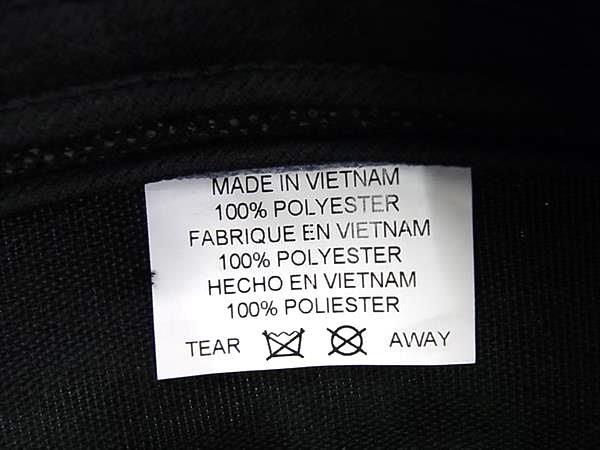 MADE IN VIETNAM
100% POLYESTER
FABRIQUE EN VIETNAM
100% POLYESTER
HECHO EN VIETNAM
100% POLIESTER
TEAR AWAY